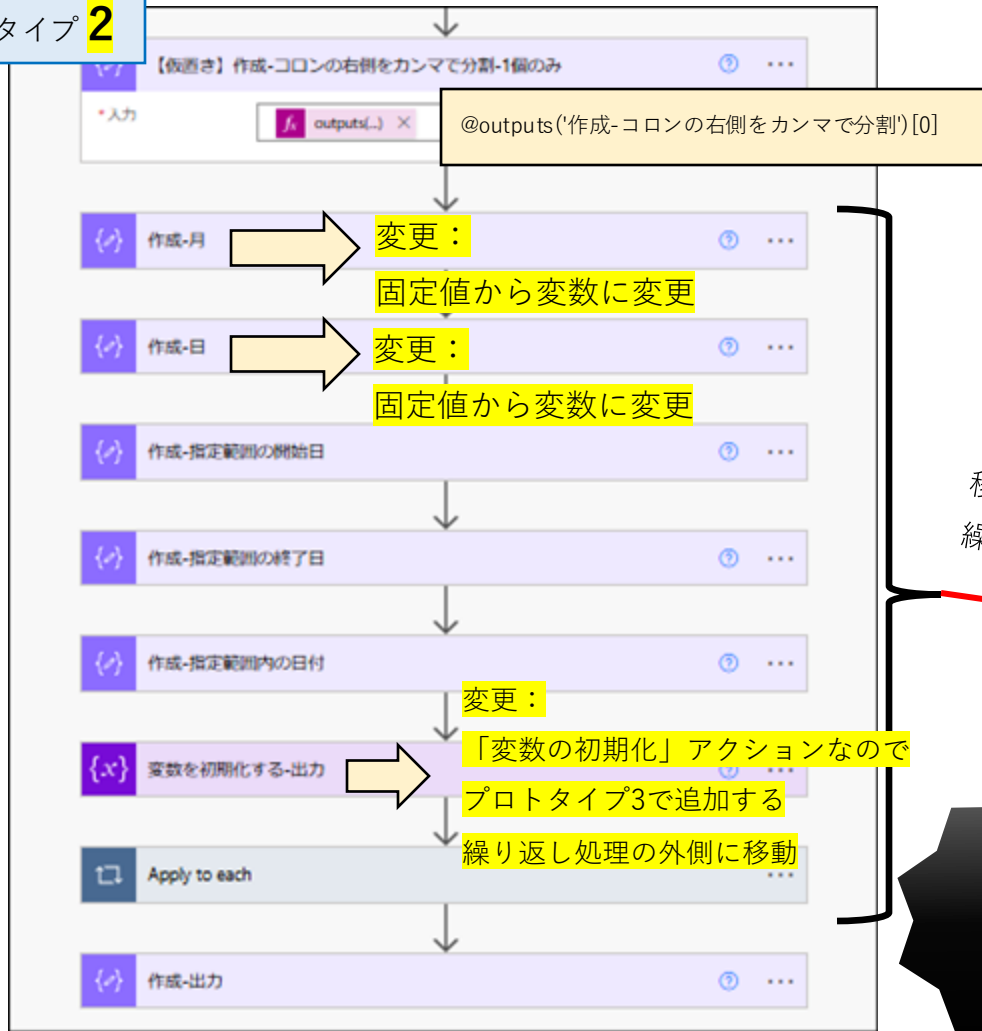 タイプ 2
【仮置き】作成-コロンの右側をカンマで分割-1個のみ
*入力
fx outputs(...) ×
@outputs('作成-コロンの右側をカンマで分割')[0]
作成-月
変更：
固定値から変数に変更
作成-日
変更：
固定値から変数に変更
作成-指定範囲の開始日
作成-指定範囲の終了日
作成-指定範囲内の日付
変更：
{x} 変数を初期化する-出力
「変数の初期化」アクションなので
プロトタイプ3で追加する
繰り返し処理の外側に移動
Apply to each
作成-出力